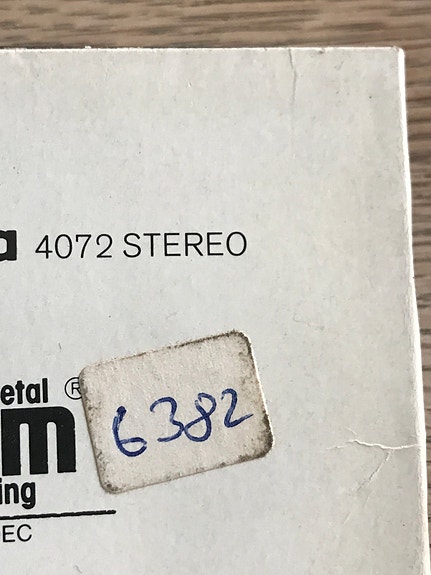 a 4072 STEREO
etal ®
m 6382
ing
EC